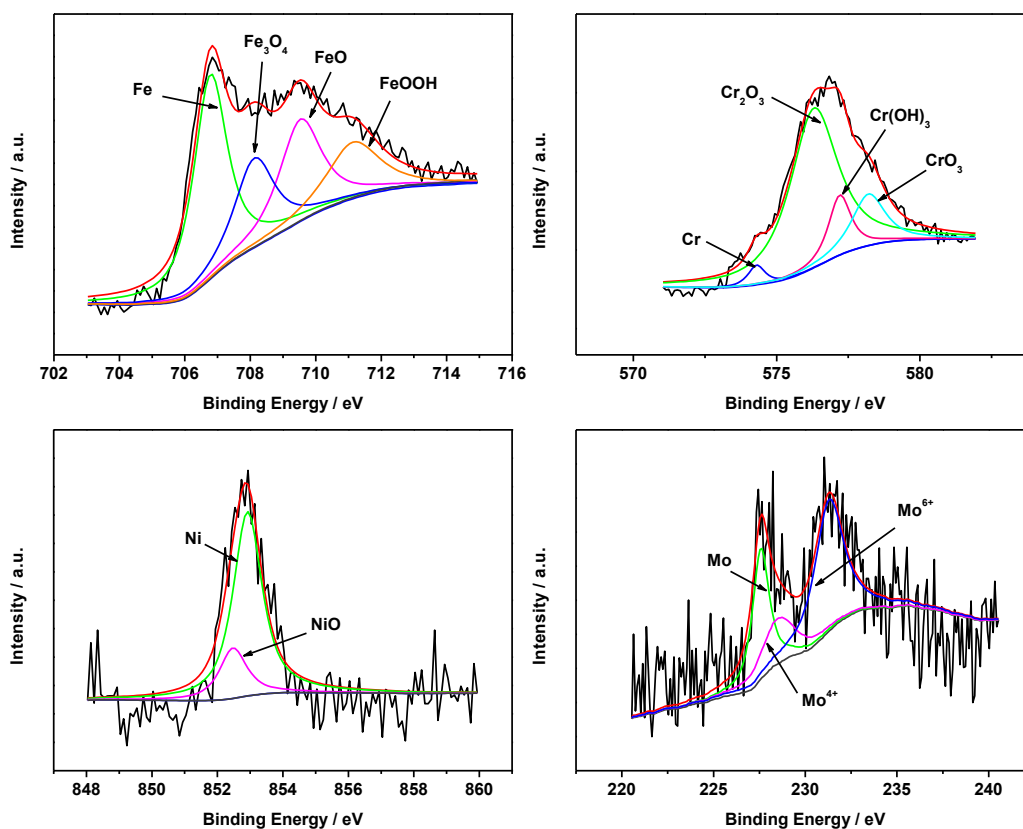 Intensity / a.u.
Fe
Fe₃O₄
FeO
FeOOH
702 704 706 708 710 712 714 716
Binding Energy / eV
Intensity / a.u.
Cr₂O₃
Cr(OH)₃
CrO₃
Cr
570 575 580
Binding Energy / eV
Intensity / a.u.
Ni
NiO
848 850 852 854 856 858 860
Binding Energy / eV
Intensity / a.u.
Mo
Mo⁶⁺
Mo⁴⁺
220 225 230 235 240
Binding Energy / eV